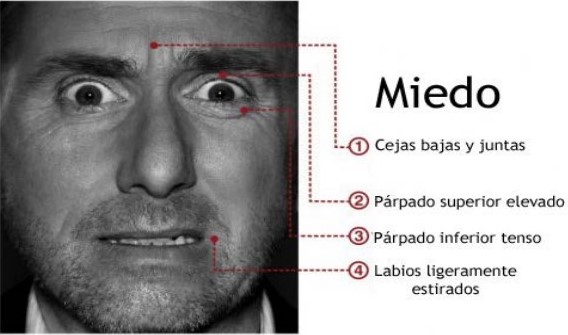 Miedo
1 Cejas bajas y juntas
2 Párpado superior elevado
3 Párpado inferior tenso
4 Labios ligeramente
estirados